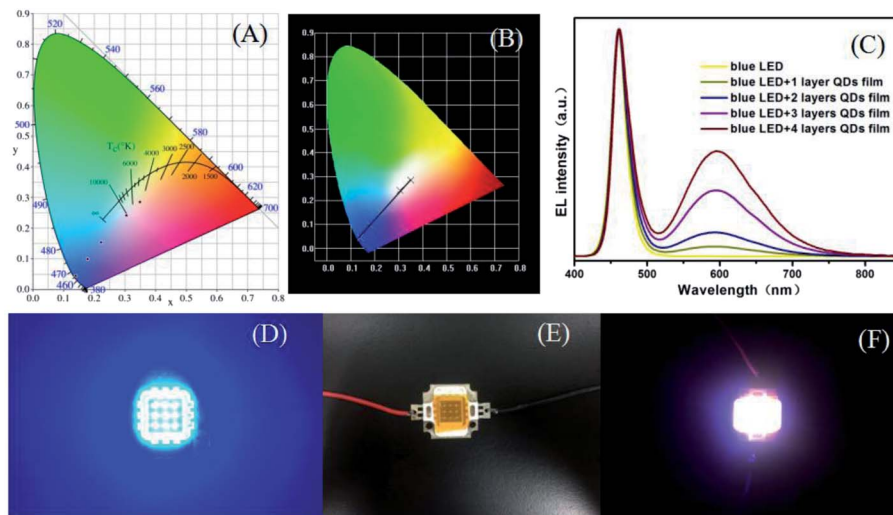 (A)
0.9
0.8
0.7
0.6
0.5
y
0.4
0.3
0.2
0.1
0.0
520
540
560
500
580
600
620
700
490
480
470
460
380
T_C(°K)
10000
6000
4000
3000
2500
2000
1500
∞
0.0 0.1 0.2 0.3 0.4 0.5 0.6 0.7 0.8
x
(B)
0.9
0.8
0.7
0.6
0.5
0.4
0.3
0.2
0.1
0.0
0.0 0.1 0.2 0.3 0.4 0.5 0.6 0.7 0.8
(C)
blue LED
blue LED+1 layer QDs film
blue LED+2 layers QDs film
blue LED+3 layers QDs film
blue LED+4 layers QDs film
EL intensity (a.u.)
400 500 600 700 800
Wavelength (nm)
(D)
(E)
(F)